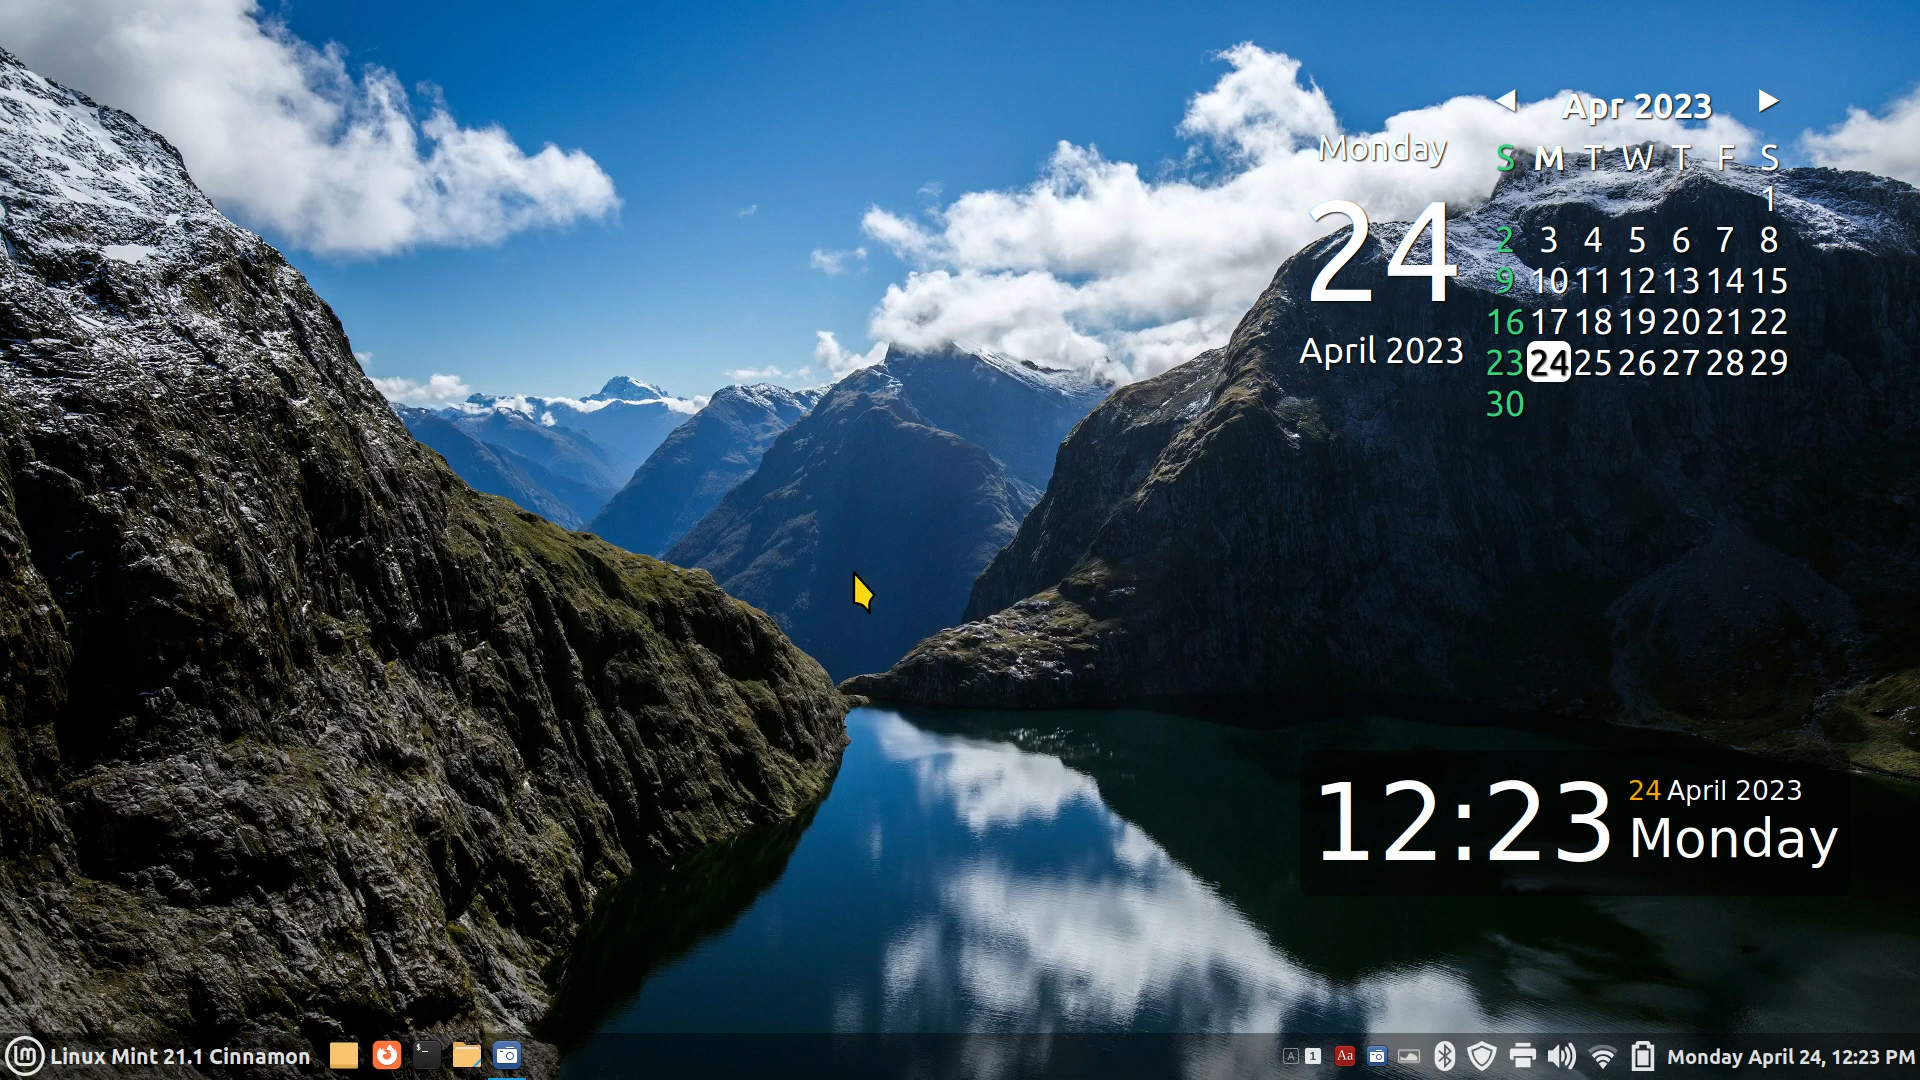 Apr 2023
Monday
24
April 2023
S M T W T F S
1
2 3 4 5 6 7 8
9 10 11 12 13 14 15
16 17 18 19 20 21 22
23 24 25 26 27 28 29
30
12:23
24 April 2023
Monday
Linux Mint 21.1 Cinnamon
$_
A
1
Aa
Monday April 24, 12:23 PM